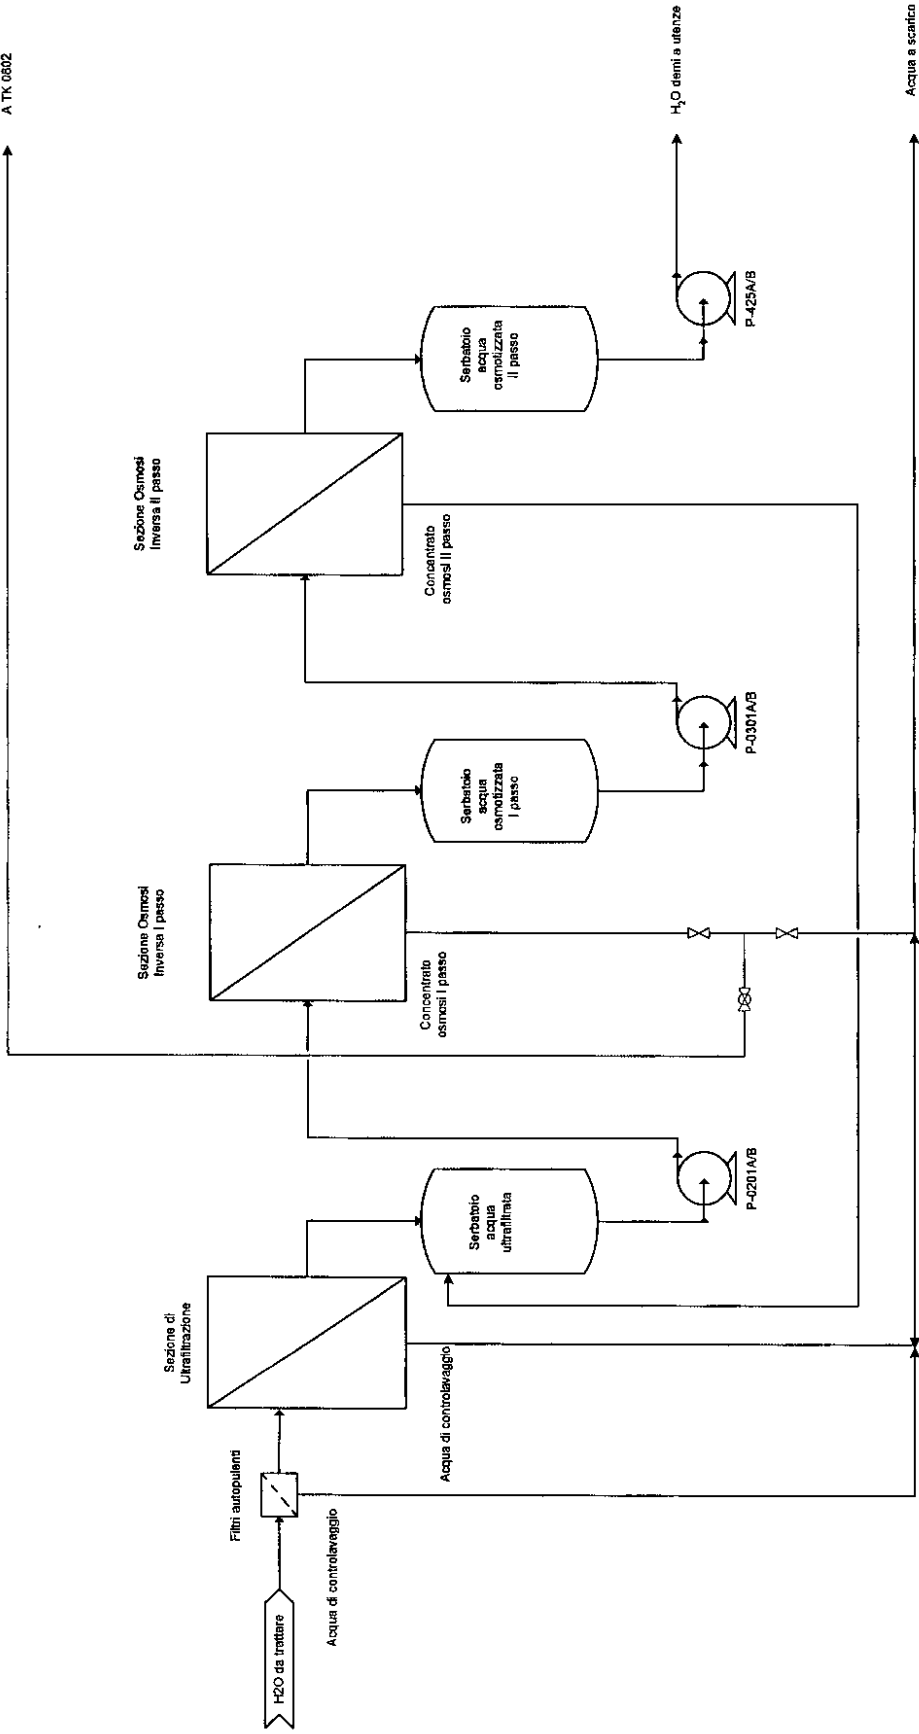 A TK 0802
Sezione Osmosi
Inversa II passo
Sezione Osmosi
Inversa I passo
Sezione di
Ultrafiltrazione
Filtri autopulenti
H2O da trattare
Acqua di controlavaggio
Acqua di controlavaggio
Serbatoio
acqua
ultrafiltrata
P-0201A/B
Concentrato
osmosi I passo
Serbatoio
acqua
osmotizzata
I passo
P-0301A/B
Concentrato
osmosi II passo
Serbatoio
acqua
osmotizzata
II passo
P-425A/B
H₂O demi a utenze
Acqua a scarico